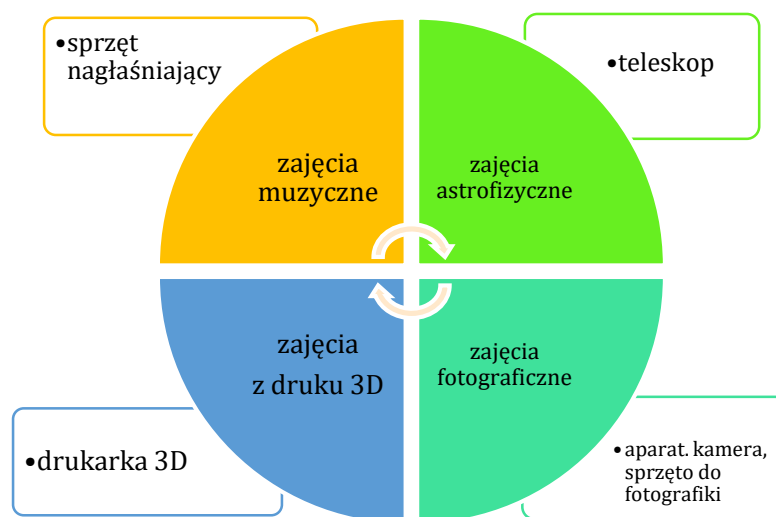 •sprzęt
nagłaśniający
•teleskop
zajęcia
muzyczne
zajęcia
astrofizyczne
zajęcia
z druku 3D
zajęcia
fotograficzne
•drukarka 3D
•aparat. kamera,
sprzęto do
fotografiki